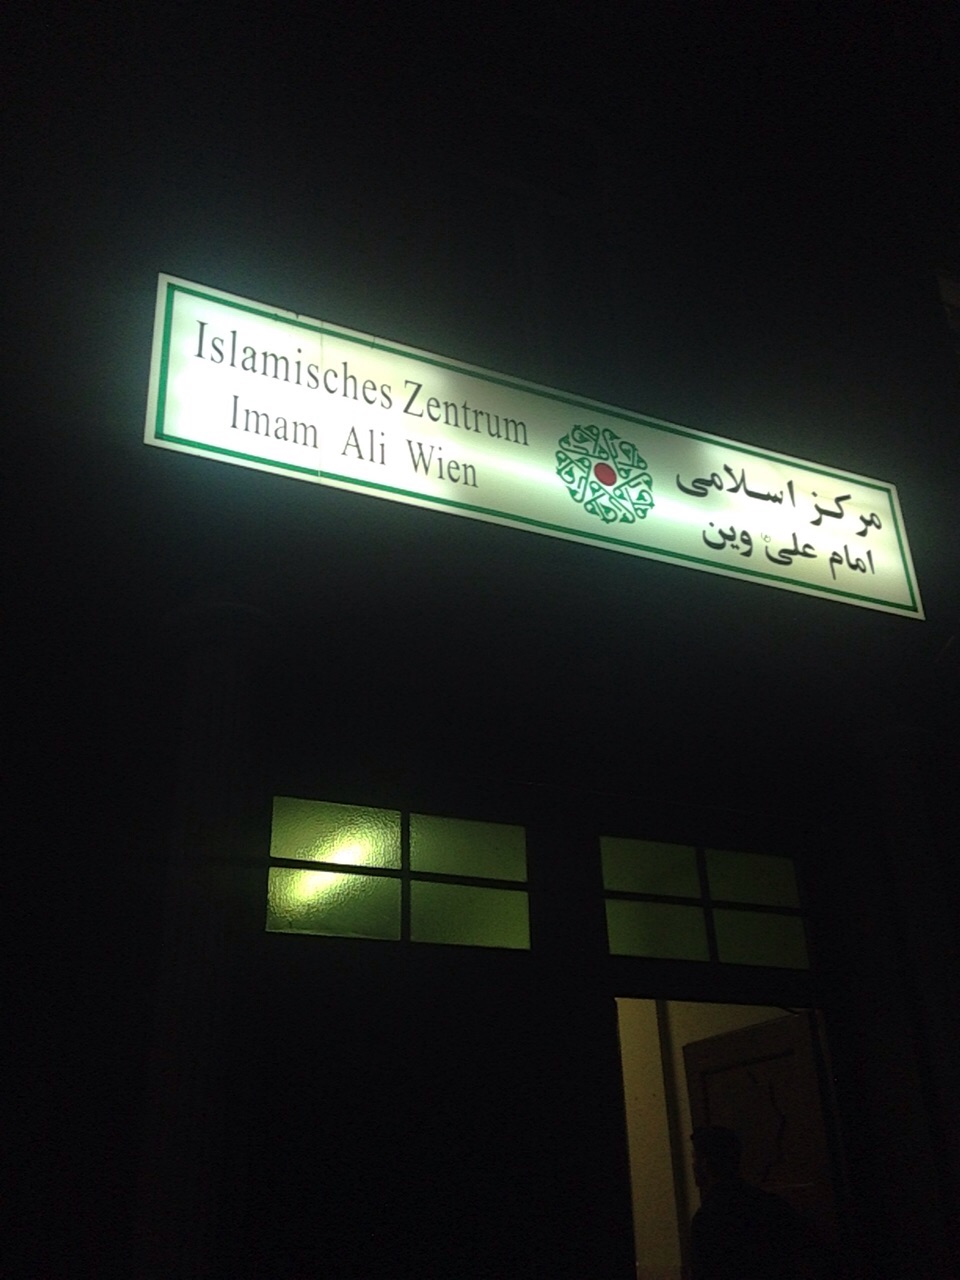 Islamisches Zentrum
Imam Ali Wien
مرکز اسلامی
امام علی وین